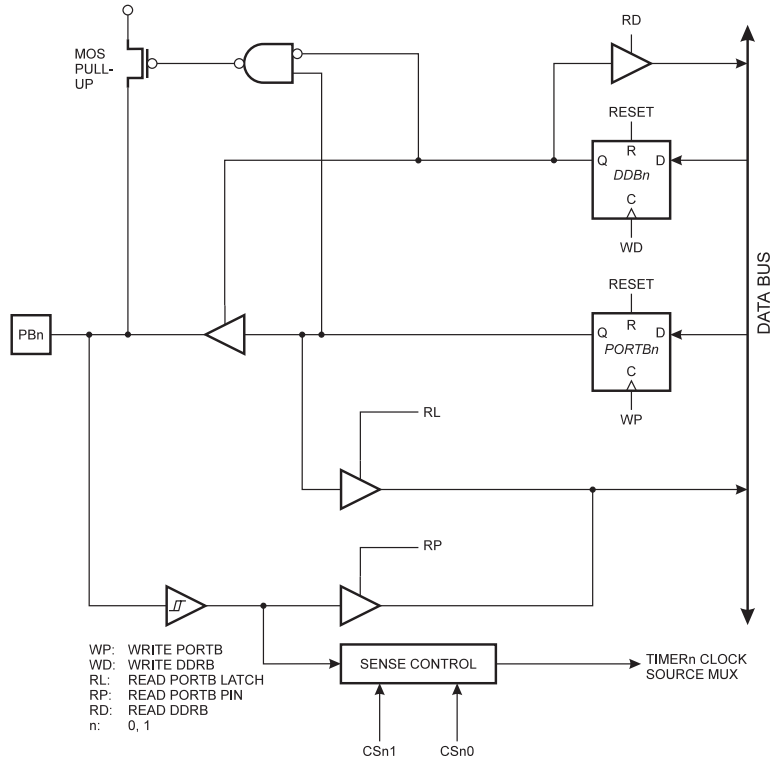 RD
MOS
PULL-
UP
RESET
R
Q
D
DDBn
C
WD
DATA BUS
RESET
PBn
R
Q
D
PORTBn
C
WP
RL
RP
WP: WRITE PORTB
WD: WRITE DDRB
RL: READ PORTB LATCH
RP: READ PORTB PIN
RD: READ DDRB
n: 0, 1
SENSE CONTROL
TIMERn CLOCK
SOURCE MUX
CSn1
CSn0